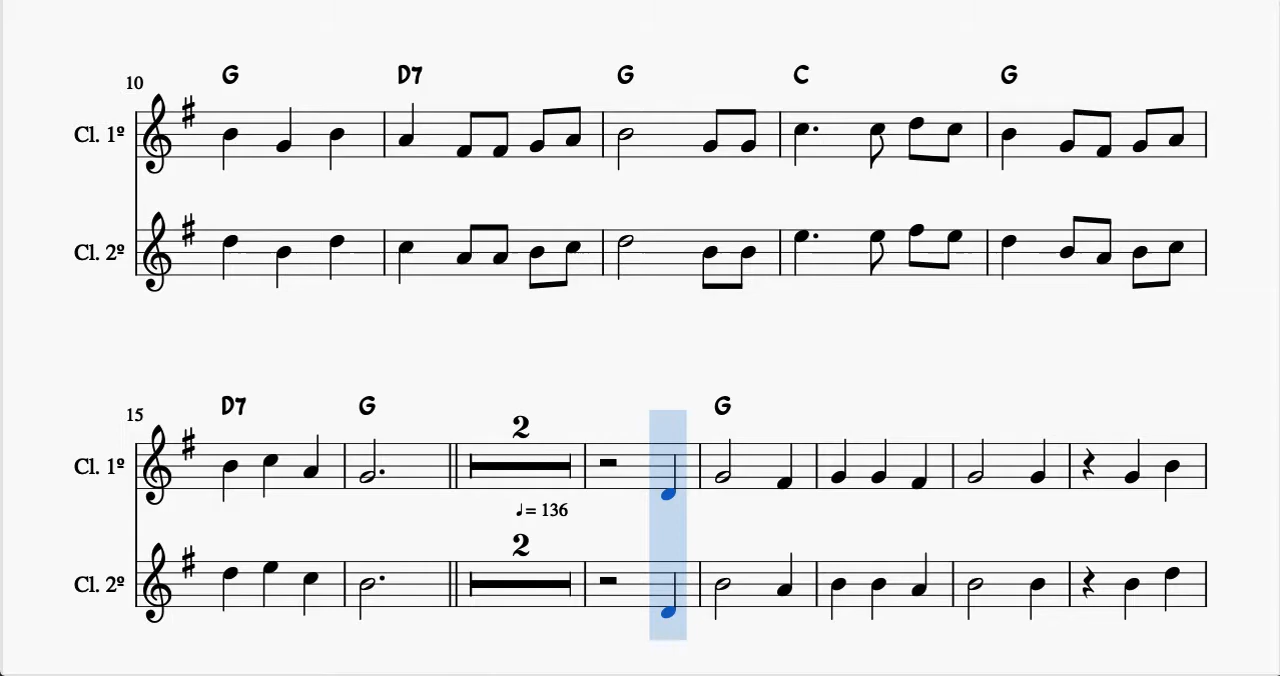 G D7 G C G
10
Cl. 1º
Cl. 2º
D7 G G
15
2
Cl. 1º
♩= 136
2
Cl. 2º